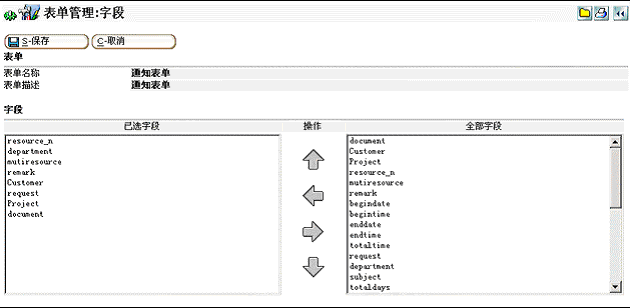 表单管理:字段
S-保存 C-取消
表单
表单名称 通知表单
表单描述 通知表单
字段
已选字段 操作 全部字段
resource_n
department
mutiresource
remark
Customer
request
Project
document
document
Customer
Project
resource_n
mutiresource
remark
begindate
begintime
enddate
endtime
totaltime
request
department
subject
totaldays